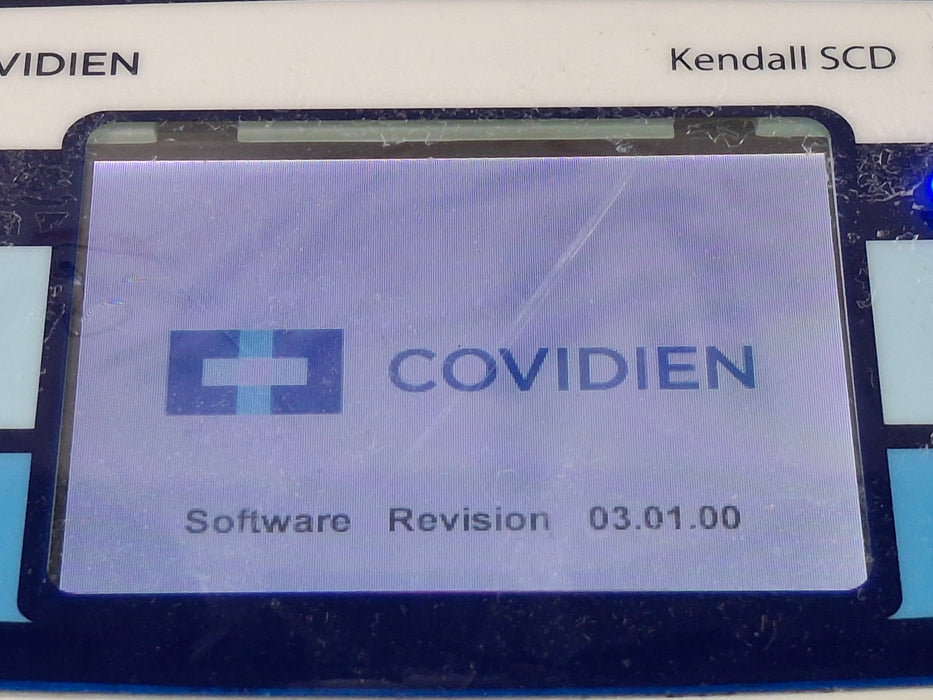 VIDIEN
Kendall SCD
COVIDIEN
Software Revision 03.01.00